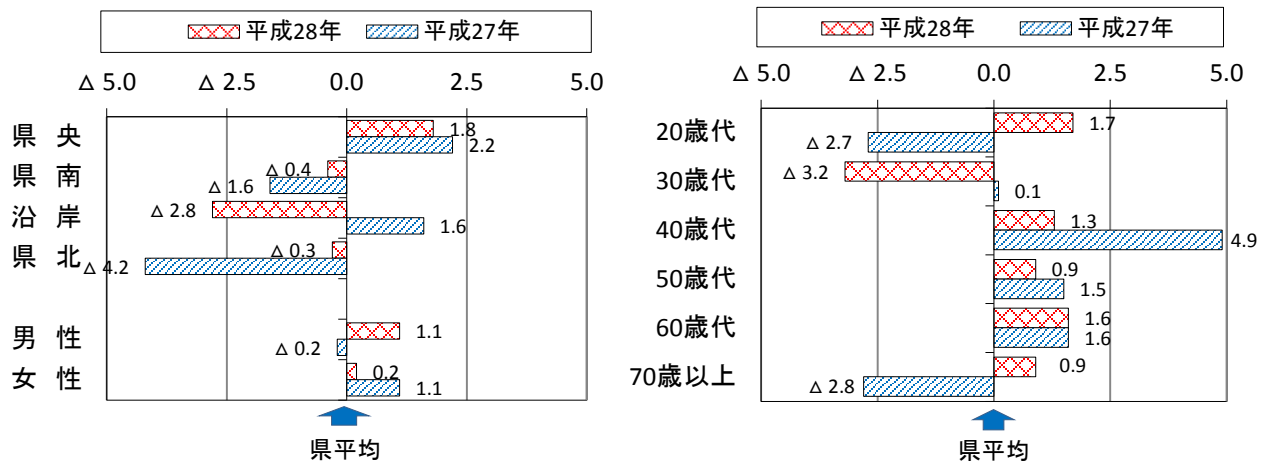 平成28年 平成27年
△ 5.0 △ 2.5 0.0 2.5 5.0
県 央 1.8
2.2
県 南 △ 0.4
△ 1.6
沿 岸 △ 2.8
1.6
県 北 △ 0.3
△ 4.2
男 性 1.1
△ 0.2
女 性 0.2
1.1
県平均
平成28年 平成27年
△ 5.0 △ 2.5 0.0 2.5 5.0
20歳代 1.7
△ 2.7
30歳代 △ 3.2
0.1
40歳代 1.3
4.9
50歳代 0.9
1.5
60歳代 1.6
1.6
70歳以上 0.9
△ 2.8
県平均